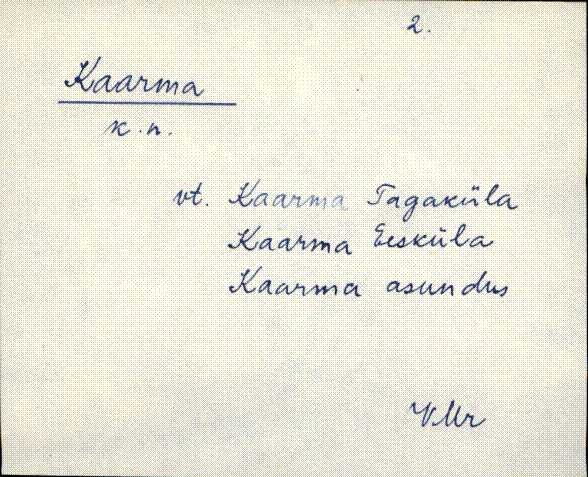 2.
Kaarma
k.n.
vt. Kaarma Tagaküla
Kaarma Eesküla
Kaarma asundus
VMr